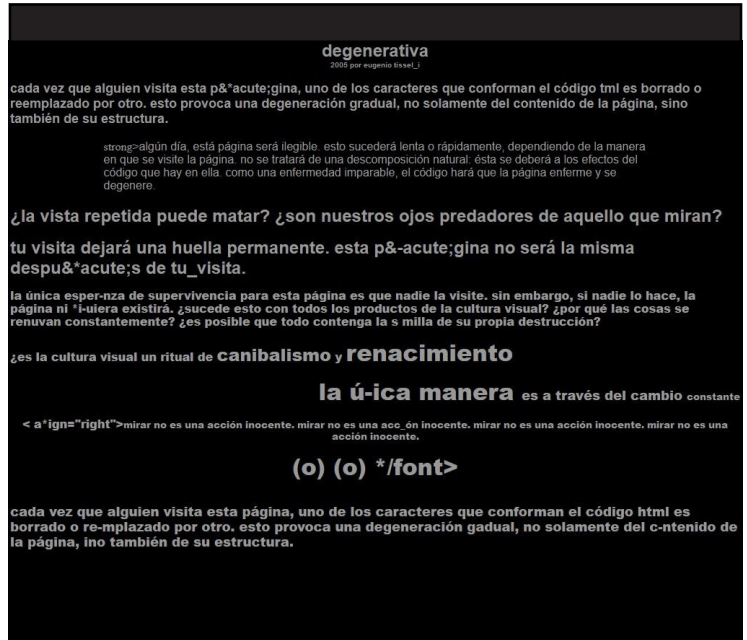 degenerativa
2005 por eugenio tissel_i
cada vez que alguien visita esta p&*acute;gina, uno de los caracteres que conforman el código tml es borrado o
reemplazado por otro. esto provoca una degeneración gradual, no solamente del contenido de la página, sino
también de su estructura.
strong>algún día, está página será ilegible. esto sucederá lenta o rápidamente, dependiendo de la manera
en que se visite la página. no se tratará de una descomposición natural: ésta se deberá a los efectos del
código que hay en ella. como una enfermedad imparable, el código hará que la página enferme y se
degenere.
¿la vista repetida puede matar? ¿son nuestros ojos predadores de aquello que miran?
tu visita dejará una huella permanente. esta p&-acute;gina no será la misma
despu&*acute;s de tu_visita.
la única esper-nza de supervivencia para esta página es que nadie la visite. sin embargo, si nadie lo hace, la
página ni *i-uiera existirá. ¿sucede esto con todos los productos de la cultura visual? ¿por qué las cosas se
renuvan constantemente? ¿es posible que todo contenga la s milla de su propia destrucción?
¿es la cultura visual un ritual de canibalismo y renacimiento
la ú-ica manera es a través del cambio constante
< a*ign="right">mirar no es una acción inocente. mirar no es una acc_ón inocente. mirar no es una acción inocente. mirar no es una
acción inocente.
(o) (o) */font>
cada vez que alguien visita esta página, uno de los caracteres que conforman el código html es
borrado o re-mplazado por otro. esto provoca una degeneración gadual, no solamente del c-ntenido de
la página, ino también de su estructura.